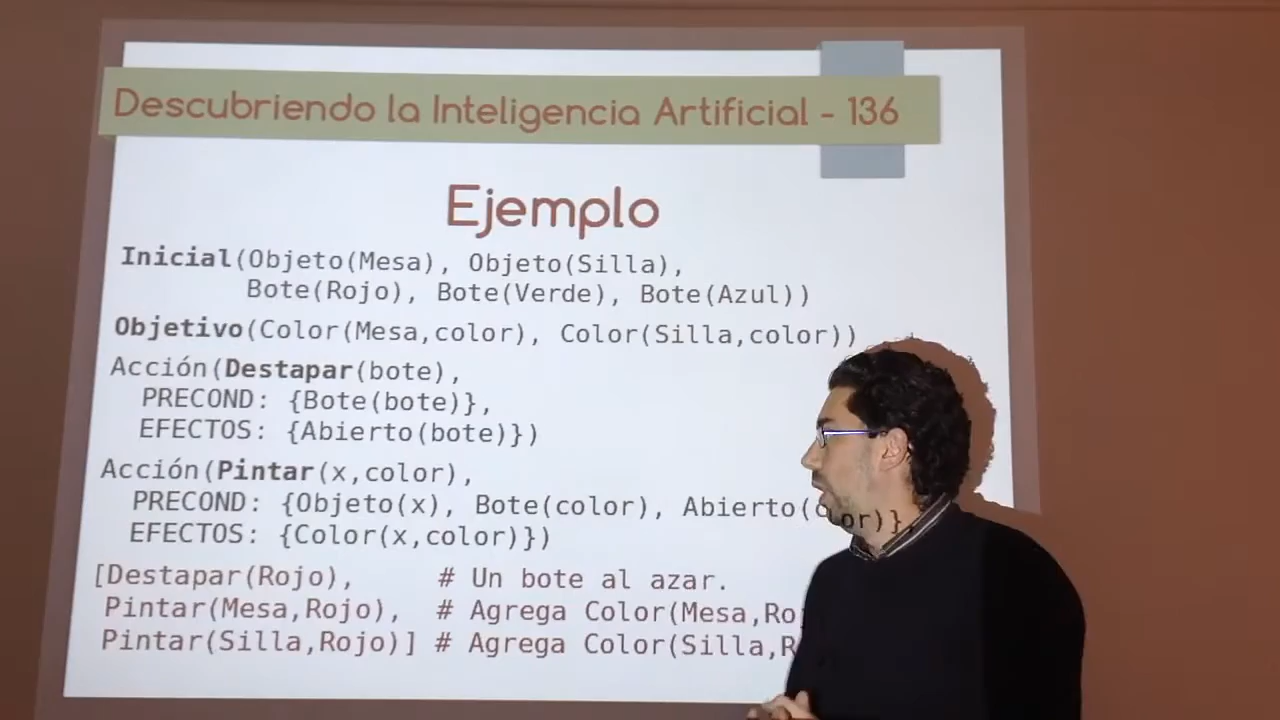 Descubriendo la Inteligencia Artificial - 136
Ejemplo
Inicial(Objeto(Mesa), Objeto(Silla),
Bote(Rojo), Bote(Verde), Bote(Azul))
Objetivo(Color(Mesa,color), Color(Silla,color))
Acción(Destapar(bote),
PRECOND: {Bote(bote)},
EFECTOS: {Abierto(bote)})
Acción(Pintar(x,color),
PRECOND: {Objeto(x), Bote(color), Abierto(color)},
EFECTOS: {Color(x,color)})
[Destapar(Rojo), # Un bote al azar.
Pintar(Mesa,Rojo), # Agrega Color(Mesa,
Pintar(Silla,Rojo)] # Agrega Color(Silla,